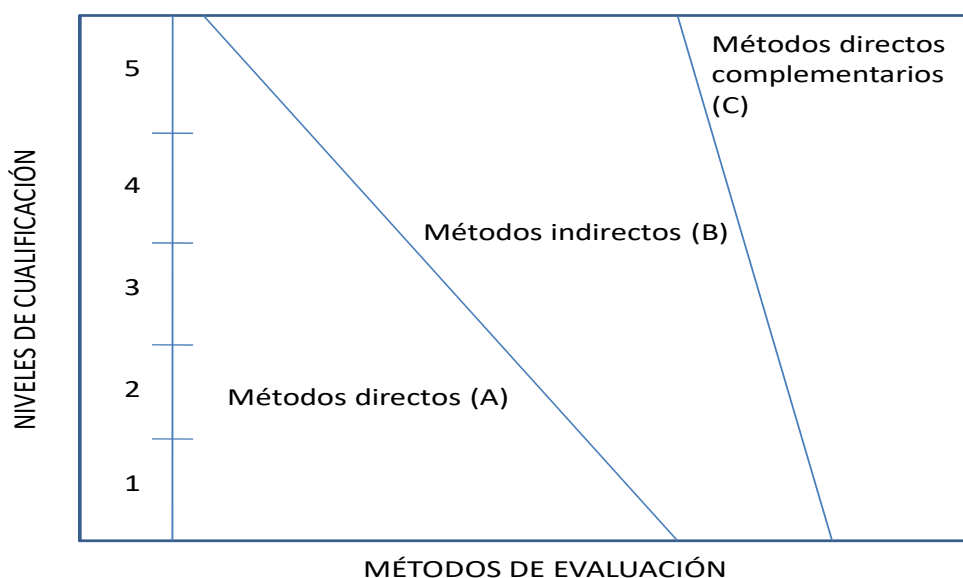 Métodos directos
complementarios
(C)
5
4
Métodos indirectos (B)
3
2
Métodos directos (A)
1
NIVELES DE CUALIFICACIÓN
MÉTODOS DE EVALUACIÓN